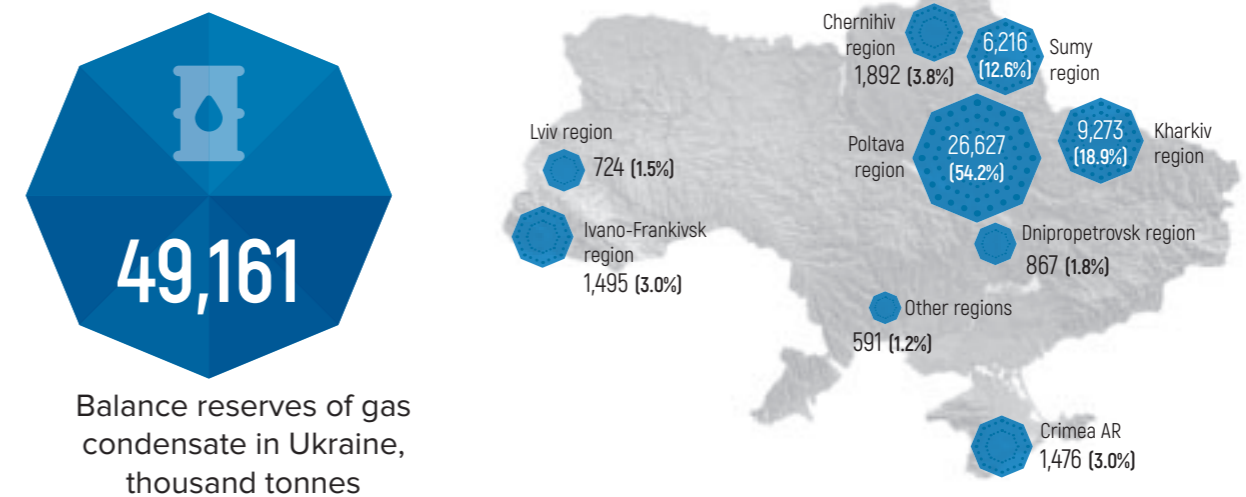 49,161
Balance reserves of gas
condensate in Ukraine,
thousand tonnes
Chernihiv
region
1,892 (3.8%)
6,216
(12.6%)
Sumy
region
Lviv region
724 (1.5%)
Poltava
region
26,627
(54.2%)
9,273
(18.9%)
Kharkiv
region
Ivano-Frankivsk
region
1,495 (3.0%)
Dnipropetrovsk region
867 (1.8%)
Other regions
591 (1.2%)
Crimea AR
1,476 (3.0%)